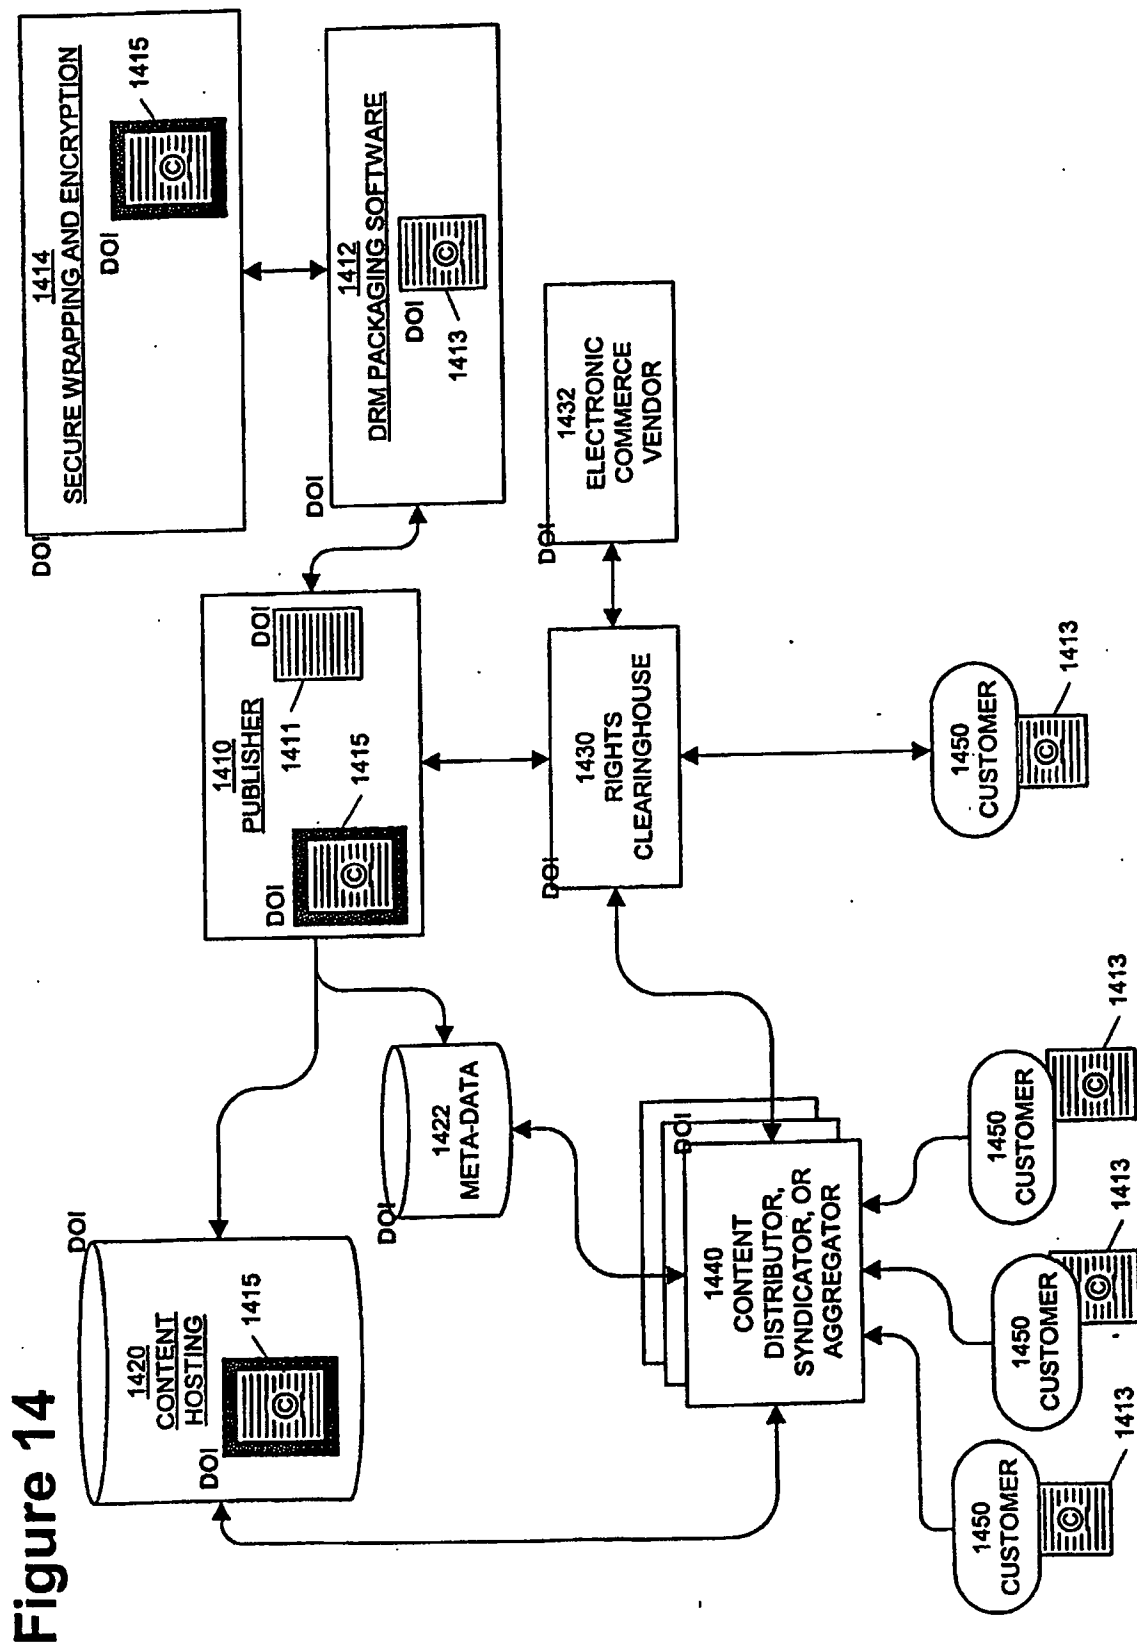 Figure 14
DOI
1420
CONTENT
HOSTING
DOI
1415
DOI
1422
META-DATA
1410
PUBLISHER
DOI
1415
1411
DOI
DOI
1414
SECURE WRAPPING AND ENCRYPTION
DOI
1415
DOI
1412
DRM PACKAGING SOFTWARE
DOI
1413
DOI
1430
RIGHTS
CLEARINGHOUSE
DOI
1432
ELECTRONIC
COMMERCE
VENDOR
DOI
1440
CONTENT
DISTRIBUTOR,
SYNDICATOR, OR
AGGREGATOR
1450
CUSTOMER
©
1413
1450
CUSTOMER
©
1413
1450
CUSTOMER
©
1413
1450
CUSTOMER
©
1413
©
©
©
©